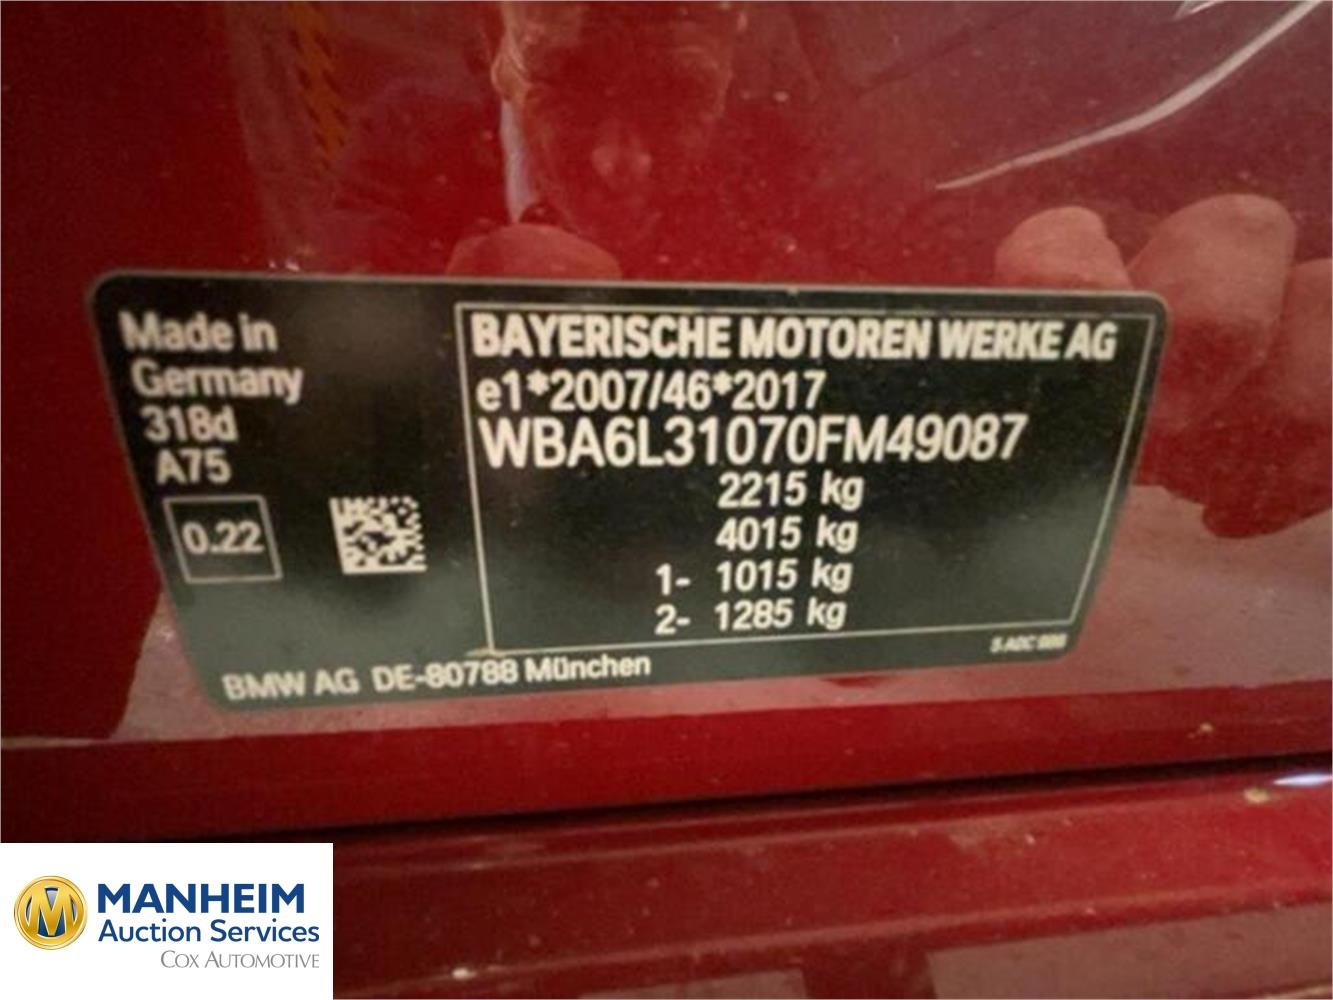 Made in
Germany
318d
A75
0.22
BAYERISCHE MOTOREN WERKE AG
e1*2007/46*2017
WBA6L31070FM49087
2215 kg
4015 kg
1- 1015 kg
2- 1285 kg
BMW AG DE-80788 München
MANHEIM
Auction Services
COX AUTOMOTIVE